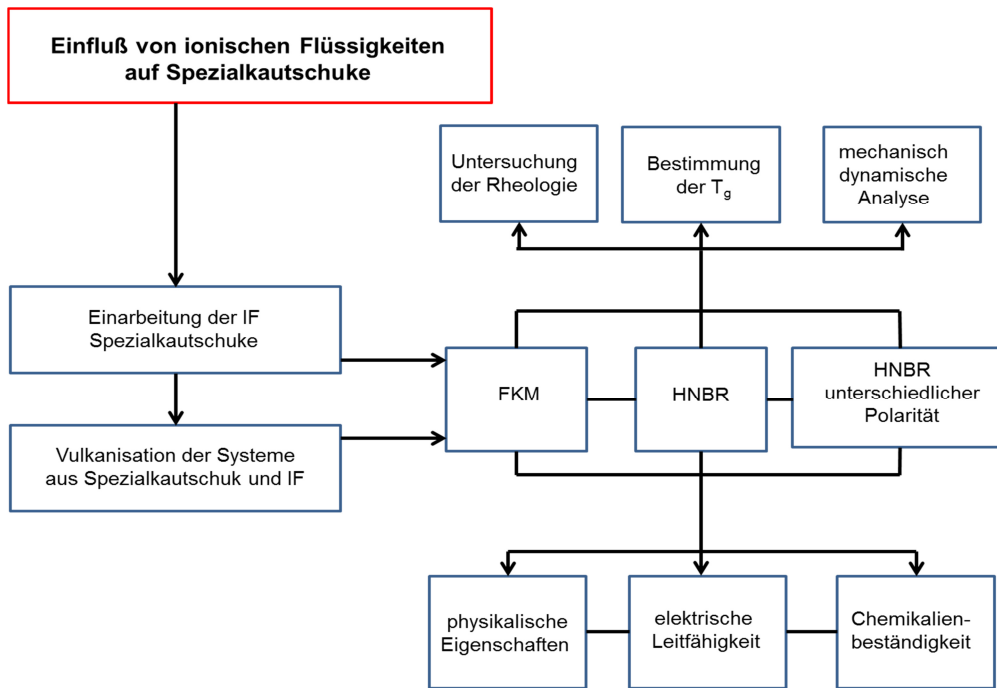 Einfluß von ionischen Flüssigkeiten
auf Spezialkautschuke
Untersuchung
der Rheologie
Bestimmung
der Tg
mechanisch
dynamische
Analyse
Einarbeitung der IF
Spezialkautschuke
FKM
HNBR
HNBR
unterschiedlicher
Polarität
Vulkanisation der Systeme
aus Spezialkautschuk und IF
physikalische
Eigenschaften
elektrische
Leitfähigkeit
Chemikalien-
beständigkeit